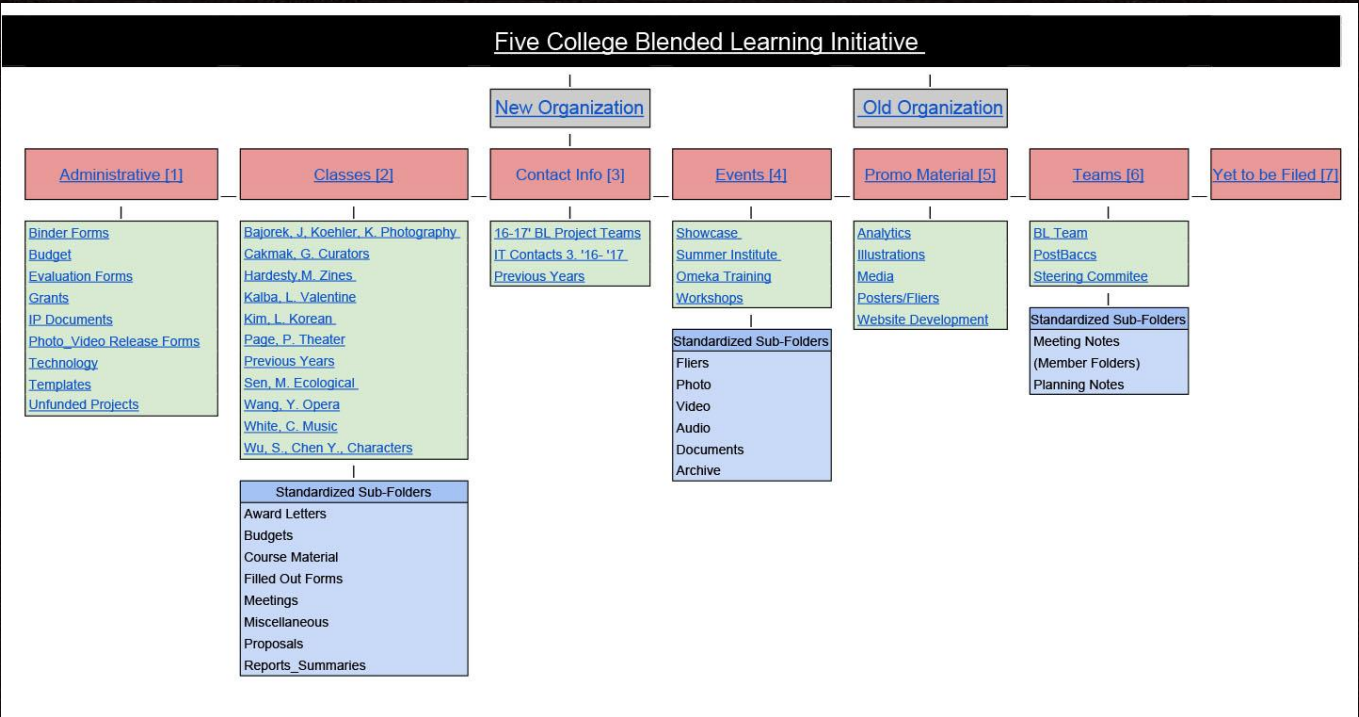 Five College Blended Learning Initiative
New Organization
Old Organization
Administrative [1]
Classes [2]
Contact Info [3]
Events [4]
Promo Material [5]
Teams [6]
Yet to be Filed [7]
Binder Forms
Budget
Evaluation Forms
Grants
IP Documents
Photo_Video Release Forms
Technology
Templates
Unfunded Projects
Bajorek, J, Koehler, K. Photography
Cakmak, G. Curators
Hardesty,M. Zines
Kalba, L. Valentine
Kim, L. Korean
Page, P. Theater
Previous Years
Sen, M. Ecological
Wang, Y. Opera
White, C. Music
Wu, S., Chen Y., Characters
Standardized Sub-Folders
Award Letters
Budgets
Course Material
Filled Out Forms
Meetings
Miscellaneous
Proposals
Reports_Summaries
16-17' BL Project Teams
IT Contacts 3. '16- '17
Previous Years
Showcase
Summer Institute
Omeka Training
Workshops
Standardized Sub-Folders
Fliers
Photo
Video
Audio
Documents
Archive
Analytics
Illustrations
Media
Posters/Fliers
Website Development
BL Team
PostBaccs
Steering Commitee
Standardized Sub-Folders
Meeting Notes
(Member Folders)
Planning Notes